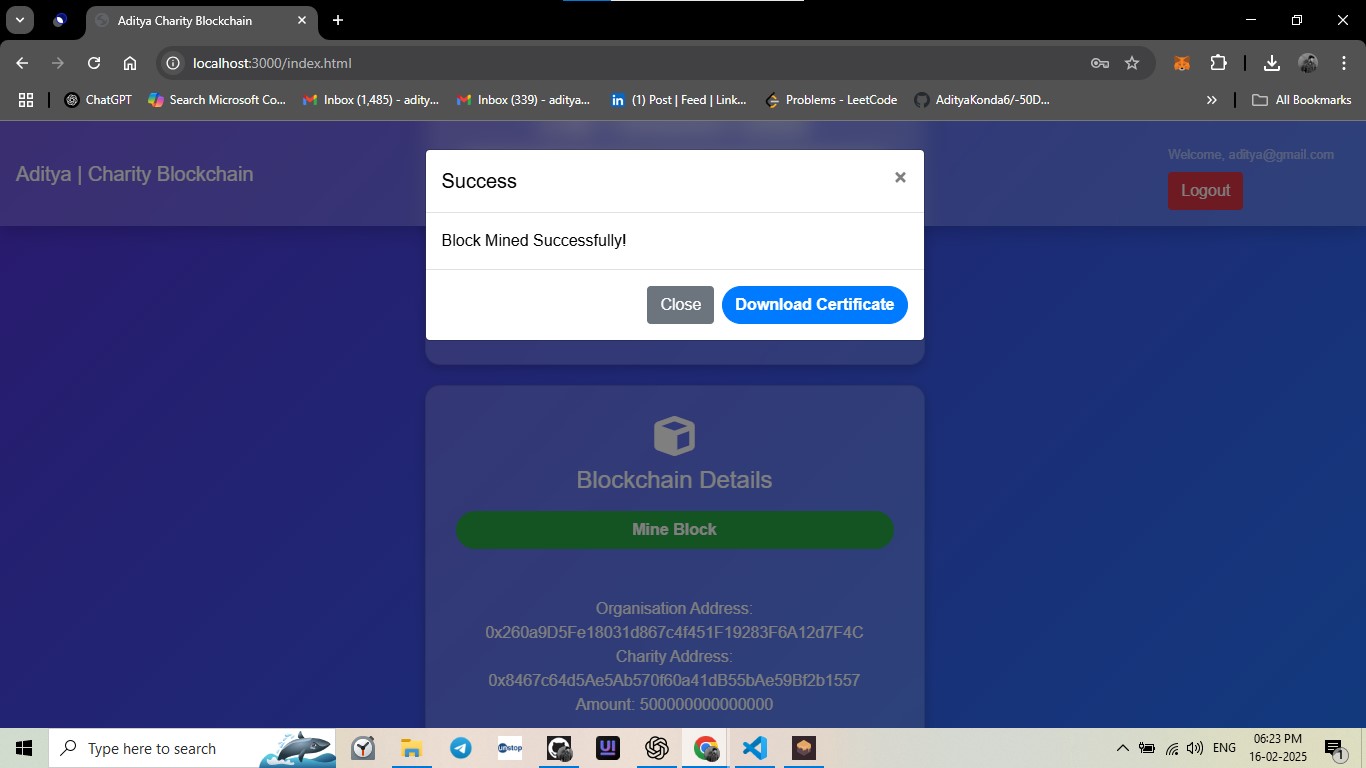 Aditya Charity Blockchain
localhost:3000/index.html
ChatGPT
Search Microsoft Co...
Inbox (1,485) - adity...
Inbox (339) - aditya...
(1) Post | Feed | Link...
Problems - LeetCode
AdityaKonda6/-50D...
All Bookmarks
Aditya | Charity Blockchain
Welcome, aditya@gmail.com
Logout
Success
×
Block Mined Successfully!
Close
Download Certificate
Blockchain Details
Mine Block
Organisation Address:
0x260a9D5Fe18031d867c4f451F19283F6A12d7F4C
Charity Address:
0x8467c64d5Ae5Ab570f60a41dB55bAe59Bf2b1557
Amount: 500000000000000
Type here to search
unstop
UI
ENG
06:23 PM
16-02-2025
1